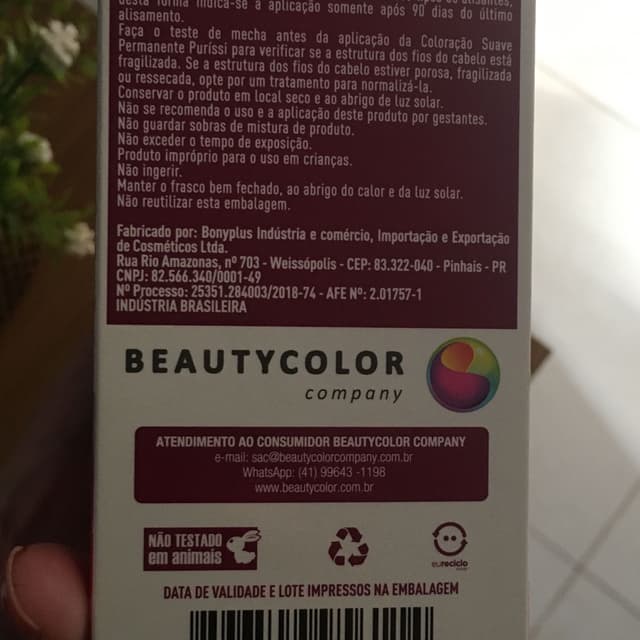 desta forma indica-se a aplicação somente após 90 dias do último
alisamento.
Faça o teste de mecha antes da aplicação da Coloração Suave
Permanente Puríssi para verificar se a estrutura dos fios do cabelo está
fragilizada. Se a estrutura dos fios do cabelo estiver porosa, fragilizada
ou ressecada, opte por um tratamento para normalizá-la.
Conservar o produto em local seco e ao abrigo de luz solar.
Não se recomenda o uso e a aplicação deste produto por gestantes.
Não guardar sobras de mistura de produto.
Não exceder o tempo de exposição.
Produto impróprio para o uso em crianças.
Não ingerir.
Manter o frasco bem fechado, ao abrigo do calor e da luz solar.
Não reutilizar esta embalagem.
Fabricado por: Bonyplus Indústria e comércio, Importação e Exportação
de Cosméticos Ltda.
Rua Rio Amazonas, nº 700 - Weissópolis - CEP: 83.322-040 - Pinhais - PR
CNPJ: 82.566.340/0001-49
Nº Processo: 25351.284003/2018-74 - AFE Nº: 2.01757-1
INDÚSTRIA BRASILEIRA
BEAUTYCOLOR
company
ATENDIMENTO AO CONSUMIDOR BEAUTYCOLOR COMPANY
e-mail: sac@beautycolorcompany.com.br
WhatsApp: (41) 99643 -1198
www.beautycolor.com.br
NÃO TESTADO
em animais
eureciclo
DATA DE VALIDADE E LOTE IMPRESSOS NA EMBALAGEM